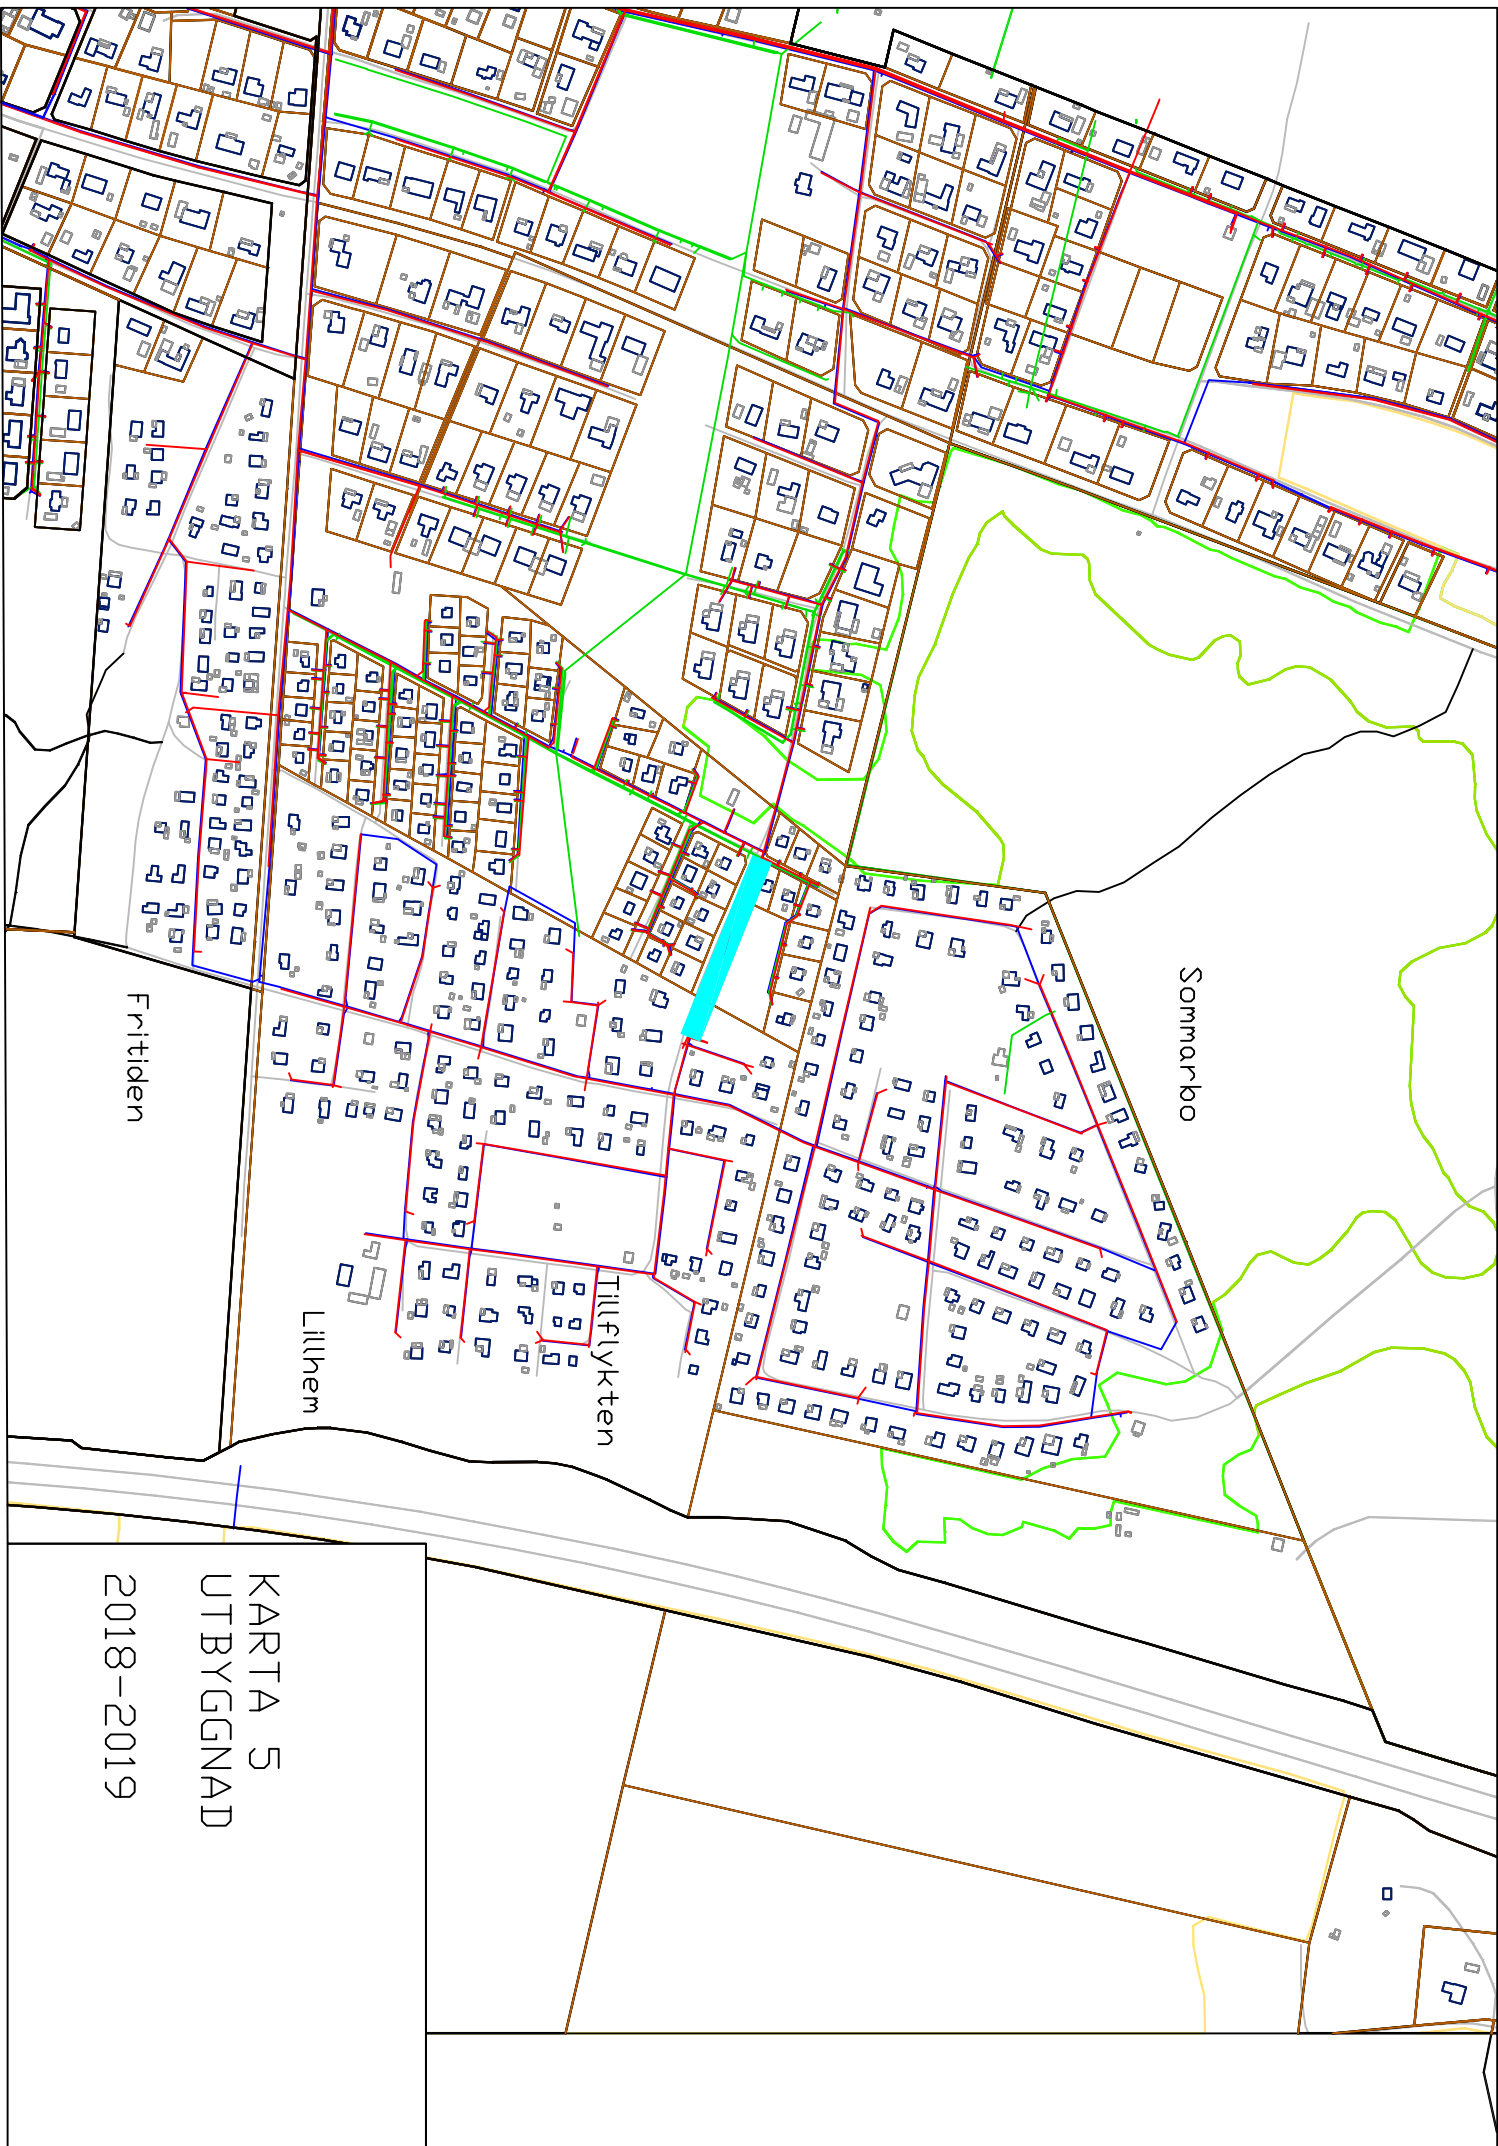 Sommarbo
Tillflykten
Lillhem
Fritiden
KARTA 5
UTBYGGNAD
2018-2019